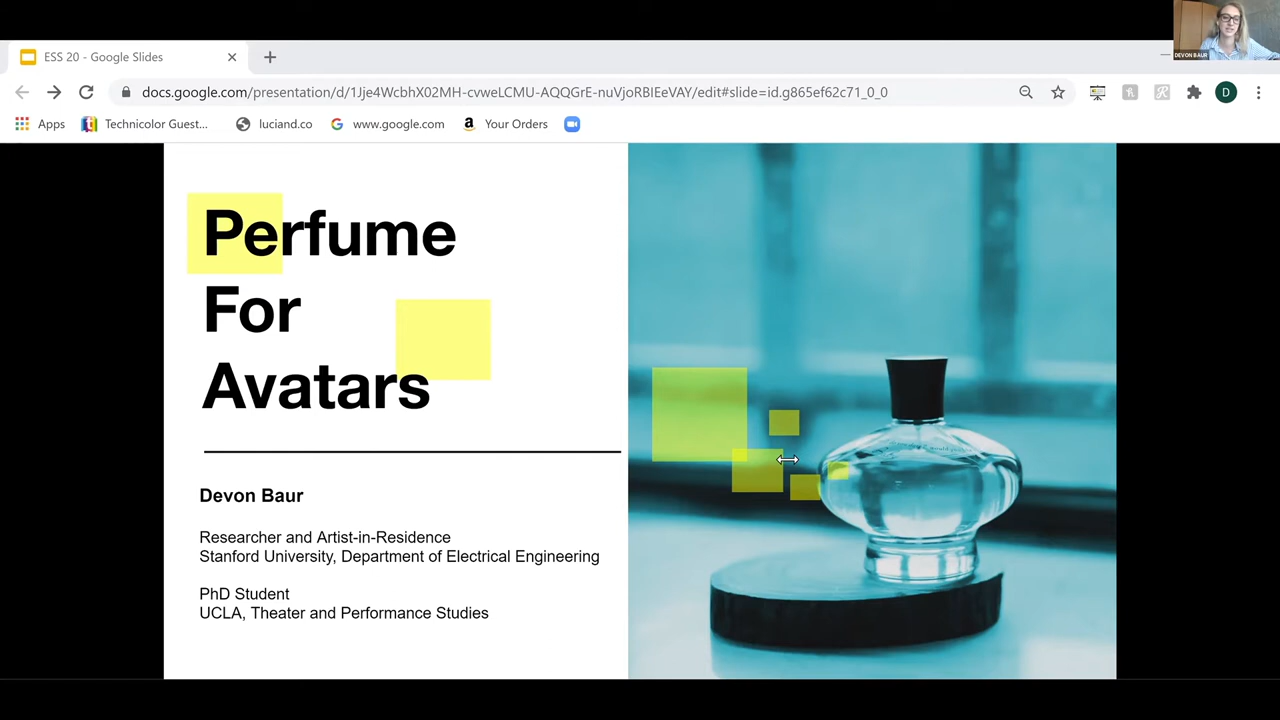 DEVON BAUR
ESS 20 - Google Slides
docs.google.com/presentation/d/1Jje4WcbhX02MH-cvweLCMU-AQQGrE-nuVjoRBIEeVAY/edit#slide=id.g865ef62c71_0_0
D
Apps
Technicolor Guest...
luciand.co
www.google.com
Your Orders
Perfume
For
Avatars
Devon Baur
Researcher and Artist-in-Residence
Stanford University, Department of Electrical Engineering
PhD Student
UCLA, Theater and Performance Studies